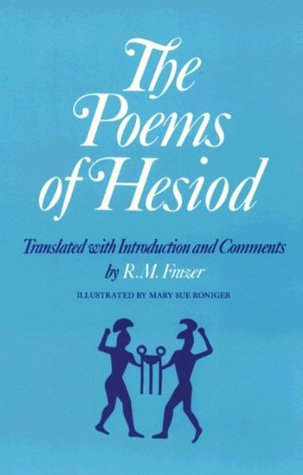 The
Poems
of Hesiod
Translated with Introduction and Comments
by R.M. Frazer
ILLUSTRATED BY MARY SUE RONIGER